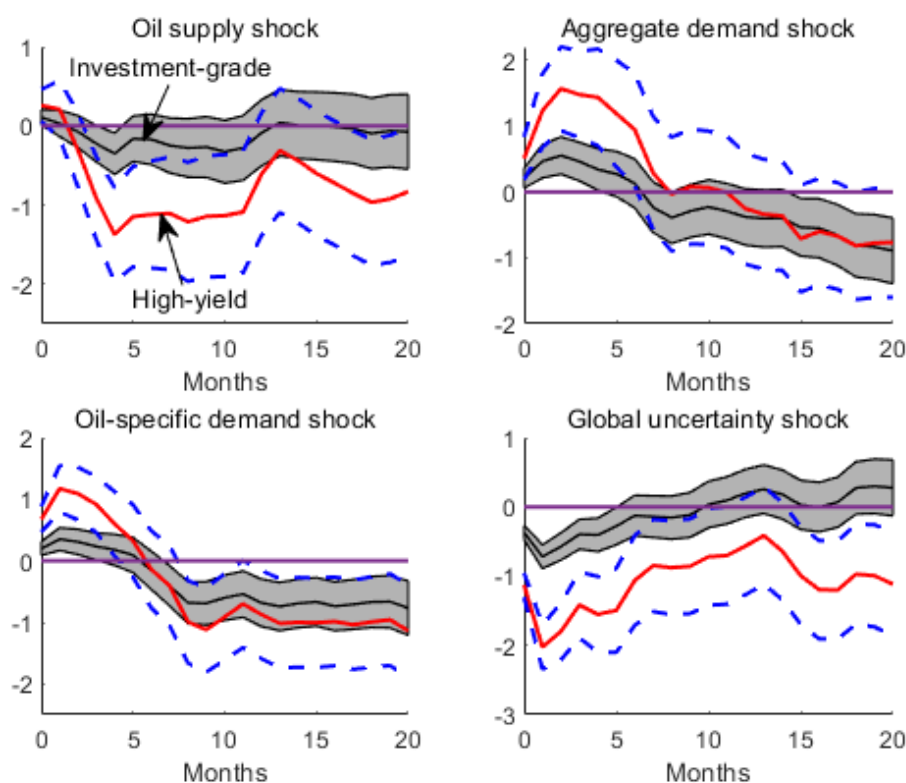 Oil supply shock
1
0
-1
-2
Investment-grade
High-yield
0 5 10 15 20
Months
Aggregate demand shock
2
1
0
-1
-2
0 5 10 15 20
Months
Oil-specific demand shock
2
1
0
-1
-2
0 5 10 15 20
Months
Global uncertainty shock
1
0
-1
-2
-3
0 5 10 15 20
Months